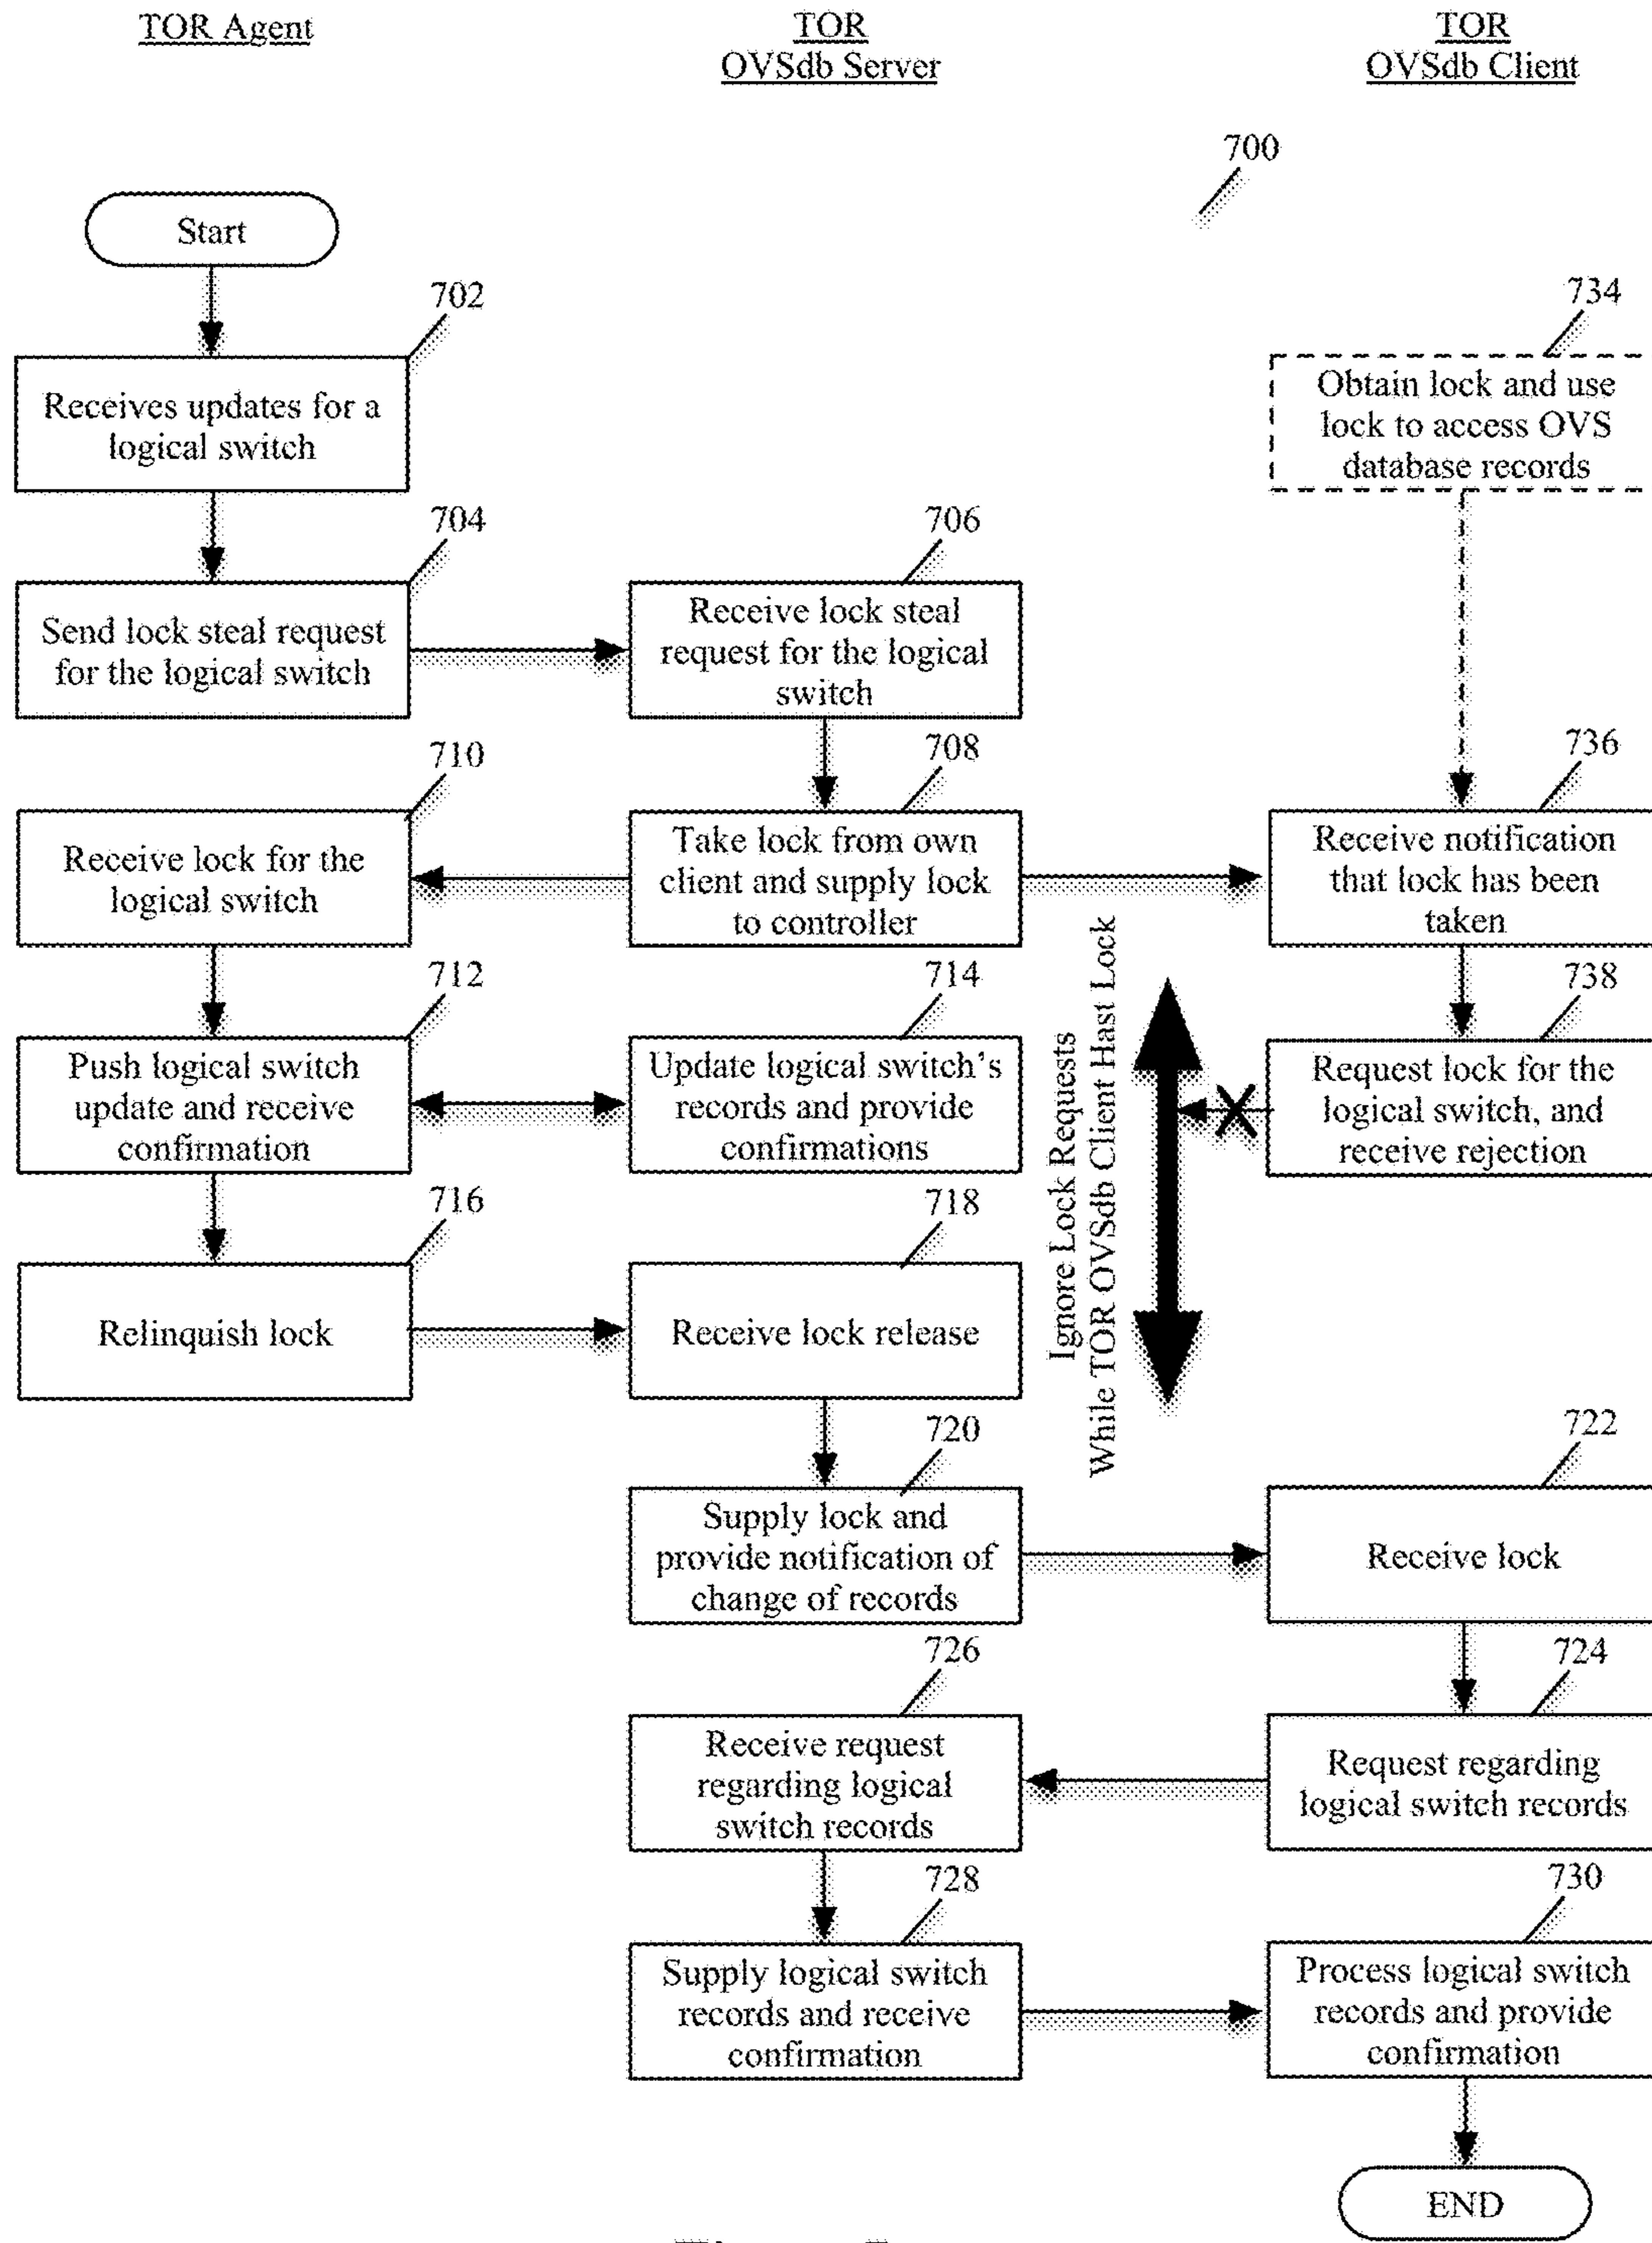 TOR Agent
TOR
OVSdb Server
TOR
OVSdb Client
700
Start
702
734
Receives updates for a
logical switch
Obtain lock and use
lock to access OVS
database records
704
706
Send lock steal request
for the logical switch
Receive lock steal
request for the logical
switch
710
708
736
Receive lock for the
logical switch
Take lock from own
client and supply lock
to controller
Receive notification
that lock has been
taken
712
714
738
Push logical switch
update and receive
confirmation
Update logical switch's
records and provide
confirmations
Ignore Lock Requests
While TOR OVSdb Client Hast Lock
Request lock for the
logical switch, and
receive rejection
716
718
Relinquish lock
Receive lock release
720
722
Supply lock and
provide notification of
change of records
Receive lock
726
724
Receive request
regarding logical
switch records
Request regarding
logical switch records
728
730
Supply logical switch
records and receive
confirmation
Process logical switch
records and provide
confirmation
END